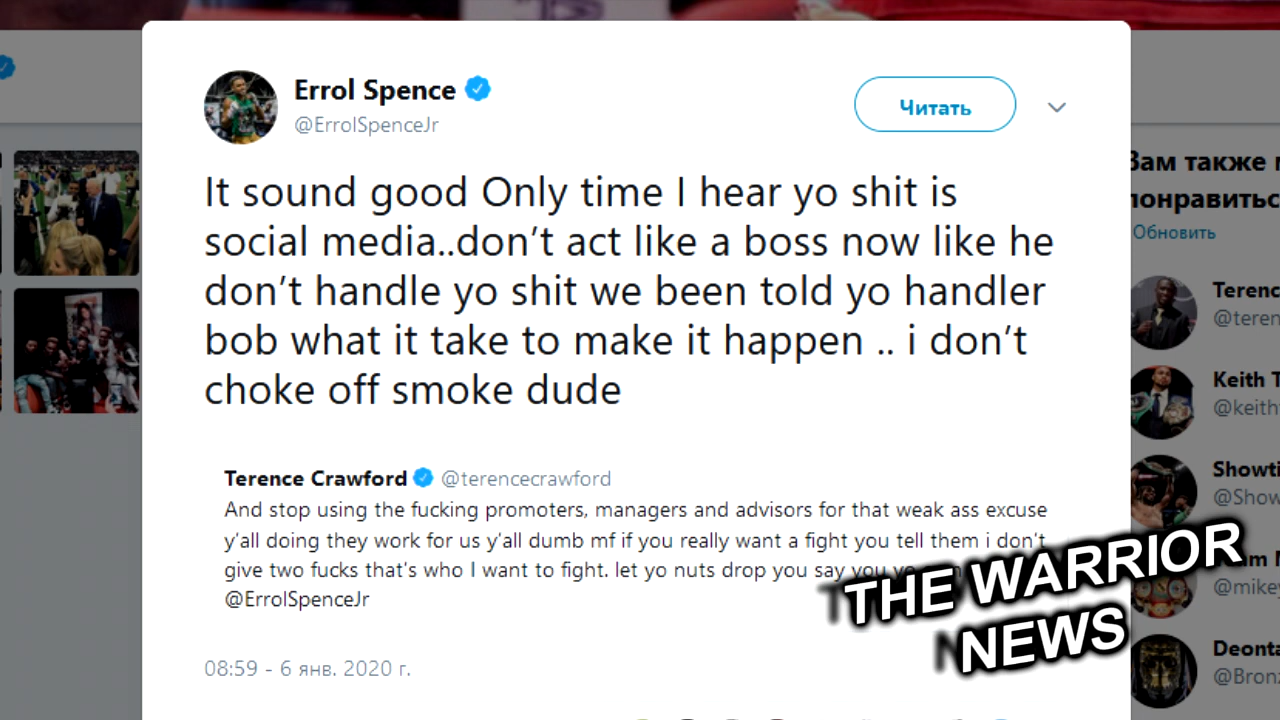 Errol Spence
@ErrolSpenceJr
Читать
It sound good Only time I hear yo shit is
social media..don’t act like a boss now like he
don’t handle yo shit we been told yo handler
bob what it take to make it happen .. i don’t
choke off smoke dude
Terence Crawford @terencecrawford
And stop using the fucking promoters, managers and advisors for that weak ass excuse
y’all doing they work for us y’all dumb mf if you really want a fight you tell them i don’t
give two fucks that’s who I want to fight. let yo nuts drop you say you
@ErrolSpenceJr
08:59 - 6 янв. 2020 г.
Вам также
понравитьс
Обновить
Terenc
@teren
Keith T
@keith
Showti
@Show
@mikey
Deonta
@Bronz
THE WARRIOR
NEWS